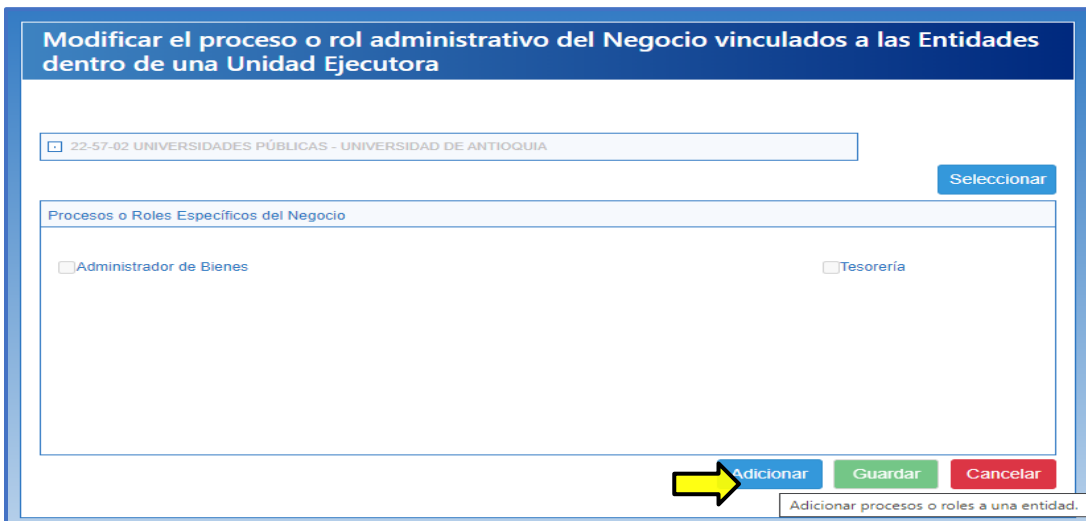 Modificar el proceso o rol administrativo del Negocio vinculados a las Entidades
dentro de una Unidad Ejecutora
22-57-02 UNIVERSIDADES PÚBLICAS - UNIVERSIDAD DE ANTIOQUIA
Seleccionar
Procesos o Roles Específicos del Negocio
Administrador de Bienes Tesorería
Adicionar Guardar Cancelar
Adicionar procesos o roles a una entidad.